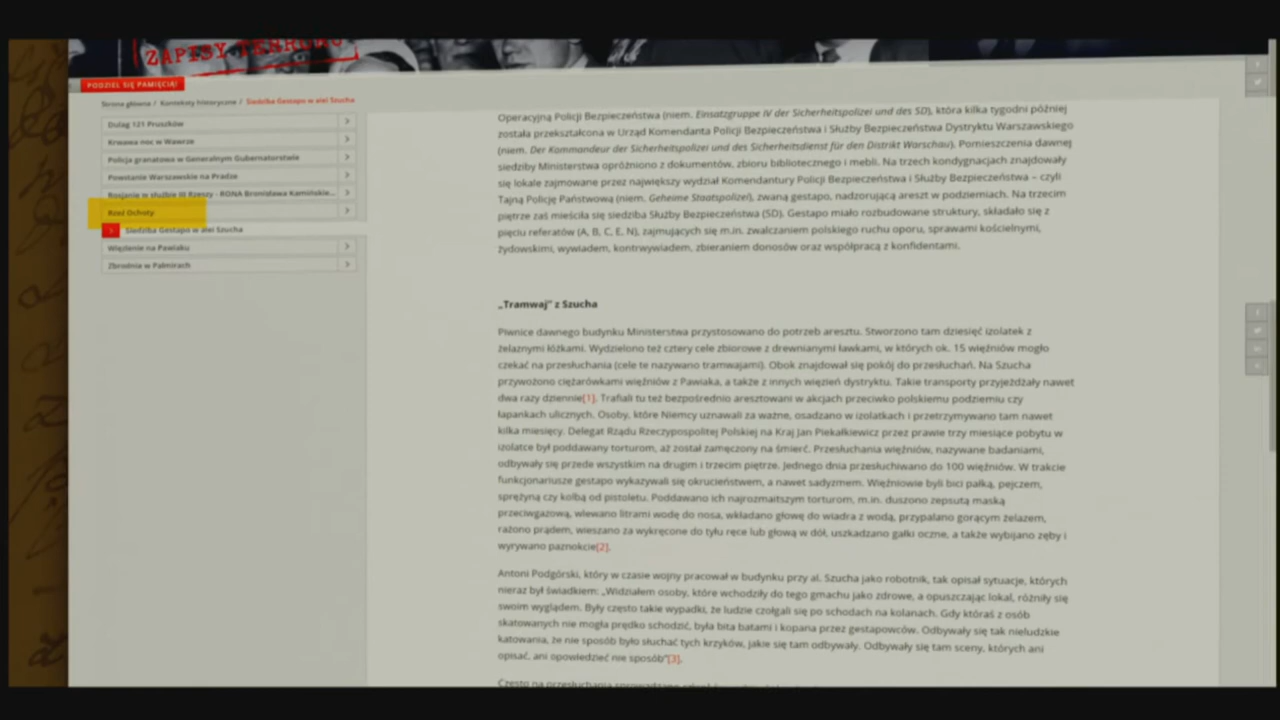 ZAPISY TERRORU
PODZIEL SIĘ PAMIĘCIĄ!
Strona główna / Konteksty historyczne / Siedziba Gestapo w alei Szucha
Dulag 121 Pruszków
Krwawa noc w Wawrze
Policja granatowa w Generalnym Gubernatorstwie
Powstanie Warszawskie na Pradze
Rosjanie w służbie III Rzeszy - RONA Bronisława Kamińskie...
Rzeź Ochoty
Siedziba Gestapo w alei Szucha
Więzienie na Pawiaku
Zbrodnie w Palmirach
Operacyjną Policji Bezpieczeństwa (niem. Einsatzgruppe IV der Sicherheitspolizei und des SD), która kilka tygodni później
została przekształcona w Urząd Komendanta Policji Bezpieczeństwa i Służby Bezpieczeństwa Dystryktu Warszawskiego
(niem. Der Kommandeur der Sicherheitspolizei und des Sicherheitsdienst für den Distrikt Warschau). Pomieszczenia dawnej
siedziby Ministerstwa opróżniono z dokumentów, zbioru bibliotecznego i mebli. Na trzech kondygnacjach znajdowały
się lokale zajmowane przez największy wydział Komendantury Policji Bezpieczeństwa i Służby Bezpieczeństwa – czyli
Tajną Policję Państwową (niem. Geheime Staatspolizei), zwaną gestapo, nadzorującą areszt w podziemiach. Na trzecim
piętrze zaś mieściła się siedziba Służby Bezpieczeństwa (SD). Gestapo miało rozbudowane struktury, składało się z
pięciu referatów (A, B, C, E, N), zajmujących się m.in. zwalczaniem polskiego ruchu oporu, sprawami kościelnymi,
żydowskimi, wywiadem, kontrwywiadem, zbieraniem donosów oraz współpracą z konfidentami.
„Tramwaj” z Szucha
Piwnice dawnego budynku Ministerstwa przystosowano do potrzeb aresztu. Stworzono tam dziesięć izolatek z
żelaznymi łóżkami. Wydzielono też cztery cele zbiorowe z drewnianymi ławkami, w których ok. 15 więźniów mogło
czekać na przesłuchania (cele te nazywano tramwajami). Obok znajdował się pokój do przesłuchań. Na Szucha
przywożono ciężarówkami więźniów z Pawiaka, a także z innych więzień dystryktu. Takie transporty przyjeżdżały nawet
dwa razy dziennie[1]. Trafiali tu też bezpośrednio aresztowani w akcjach przeciwko polskiemu podziemiu czy
łapankach ulicznych. Osoby, które Niemcy uznawali za ważne, osadzano w izolatkach i przetrzymywano tam nawet
kilka miesięcy. Delegat Rządu Rzeczypospolitej Polskiej na Kraj Jan Piekałkiewicz przez prawie trzy miesiące pobytu w
izolatce był poddawany torturom, aż został zamęczony na śmierć. Przesłuchania więźniów, nazywane badaniami,
odbywały się przede wszystkim na drugim i trzecim piętrze. Jednego dnia przesłuchiwano do 100 więźniów. W trakcie
funkcjonariusze gestapo wykazywali się okrucieństwem, a nawet sadyzmem. Więźniowie byli bici pałką, pejczem,
sprężyną czy kolbą od pistoletu. Poddawano ich najrozmaitszym torturom, m.in. duszono zepsutą maską
przeciwgazową, wlewano litrami wodę do nosa, wkładano głowę do wiadra z wodą, przypalano gorącym żelazem,
rażono prądem, wieszano za wykręcone do tyłu ręce lub głową w dół, uszkadzano gałki oczne, a także wybijano zęby i
wyrywano paznokcie[2].
Antoni Podgórski, który w czasie wojny pracował w budynku przy al. Szucha jako robotnik, tak opisał sytuacje, których
nieraz był świadkiem: „Widziałem osoby, które wchodziły do tego gmachu jako zdrowe, a opuszczając lokal, różniły się
swoim wyglądem. Były często takie wypadki, że ludzie czołgali się po schodach na kolanach. Gdy któraś z osób
skatowanych nie mogła prędko schodzić, była bita batami i kopana przez gestapowców. Odbywały się tak nieludzkie
katowania, że nie sposób było słuchać tych krzyków, jakie się tam odbywały. Odbywały się tam sceny, których ani
opisać, ani opowiedzieć nie sposób”[3].
Często na przesłuchania sprowadzano